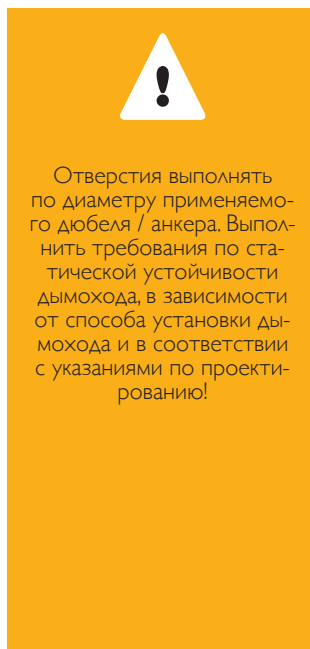 Отверстия выполнять
по диаметру применяемо-
го дюбеля / анкера. Выпол-
нить требования по ста-
тической устойчивости
дымохода, в зависимости
от способа установки ды-
мохода и в соответствии
с указаниями по проекти-
рованию!